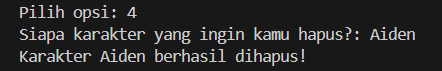 Pilih opsi: 4
Siapa karakter yang ingin kamu hapus?: Aiden
Karakter Aiden berhasil dihapus!